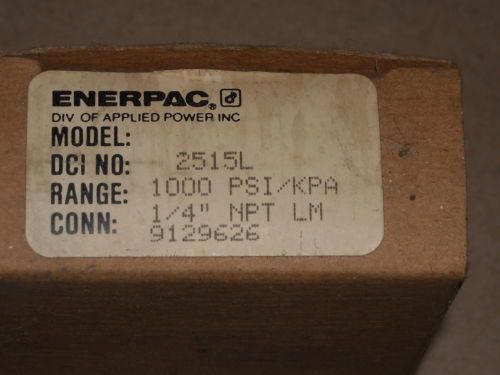 ENERPAC®
DIV OF APPLIED POWER INC
MODEL:
DCI NO: 2515L
RANGE: 1000 PSI/KPA
CONN: 1/4" NPT LM
9129626